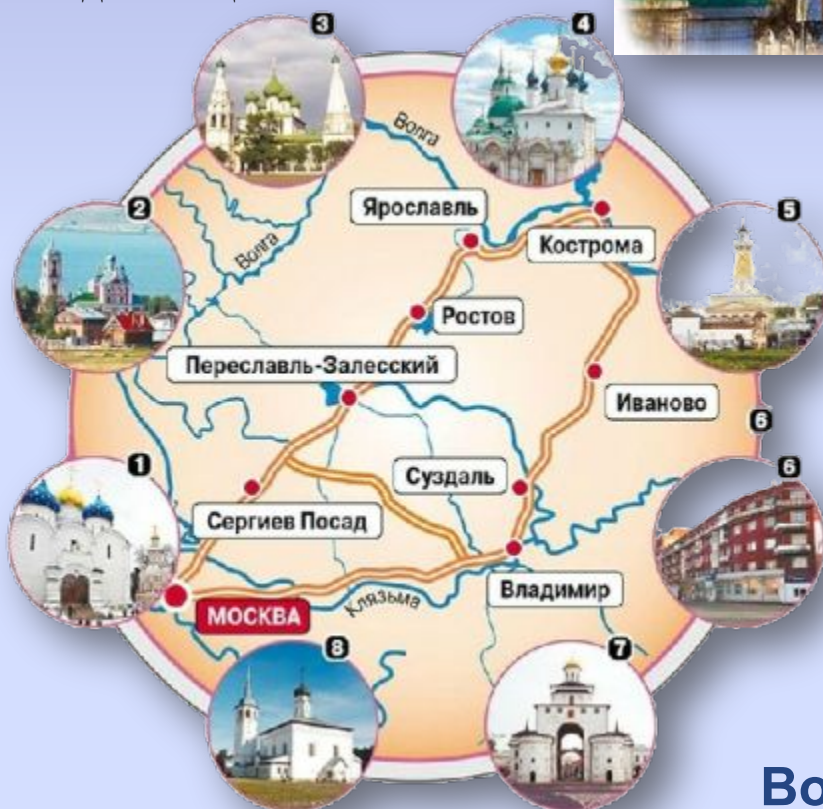 3
4
Волга
Ярославль
2
5
Кострома
Волга
Ростов
Переславль-Залесский
Иваново
6
1
Суздаль
6
Сергиев Посад
Владимир
Клязьма
МОСКВА
8
7
Во